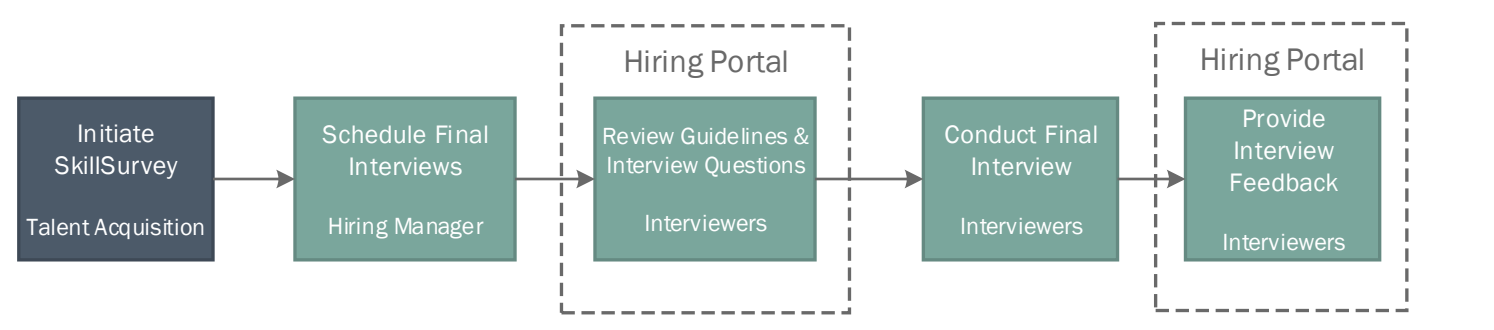 Initiate
SkillSurvey
Talent Acquisition
Schedule Final
Interviews
Hiring Manager
Hiring Portal
Review Guidelines &
Interview Questions
Interviewers
Conduct Final
Interview
Interviewers
Hiring Portal
Provide
Interview
Feedback
Interviewers